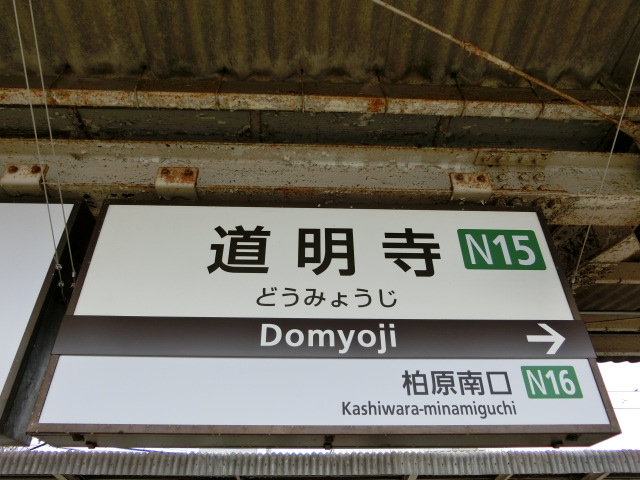 道明寺 N15
どうみょうじ
Domyoji
柏原南口 N16
Kashiwara-minamiguchi